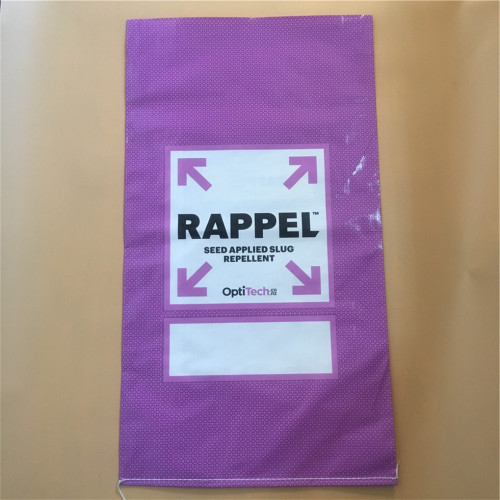 RAPPEL™
SEED APPLIED SLUG
REPELLENT
OptiTech